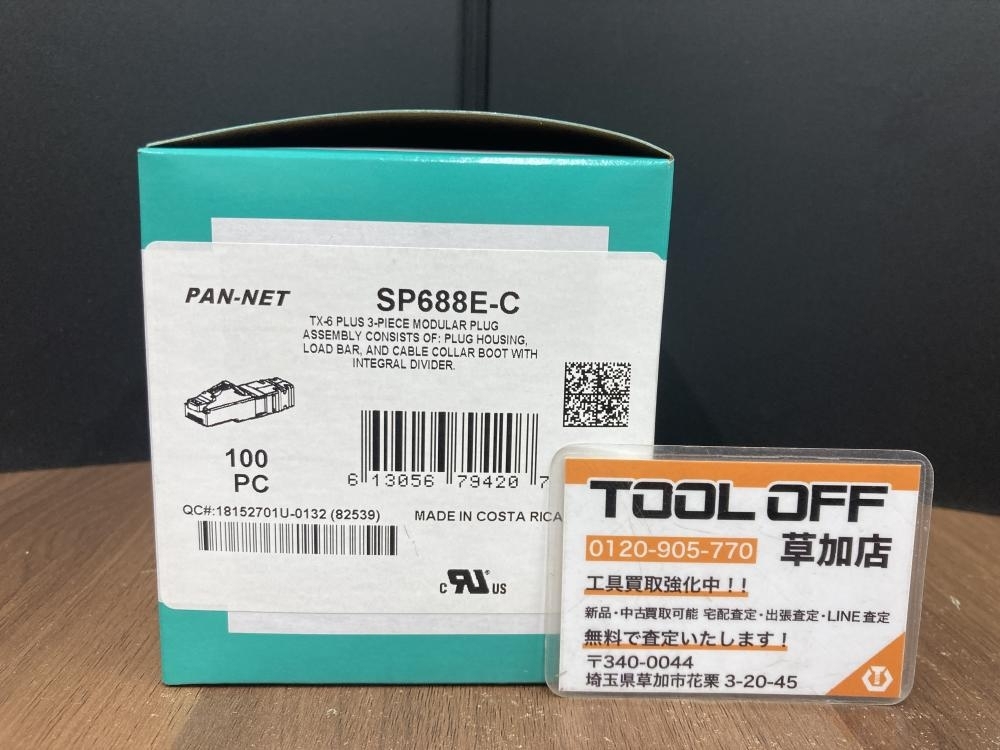 PAN-NET
SP688E-C
TX-6 PLUS 3-PIECE MODULAR PLUG
ASSEMBLY CONSISTS OF: PLUG HOUSING,
LOAD BAR, AND CABLE COLLAR BOOT WITH
INTEGRAL DIVIDER.
100
PC
6 13056 79420 7
QC#:18152701U-0132 (82539)
MADE IN COSTA RICA
C RU US
TOOL OFF
0120-905-770 草加店
工具買取強化中!!
新品・中古買取可能 宅配査定・出張査定・LINE査定
無料で査定いたします!
〒340-0044
埼玉県草加市花栗 3-20-45